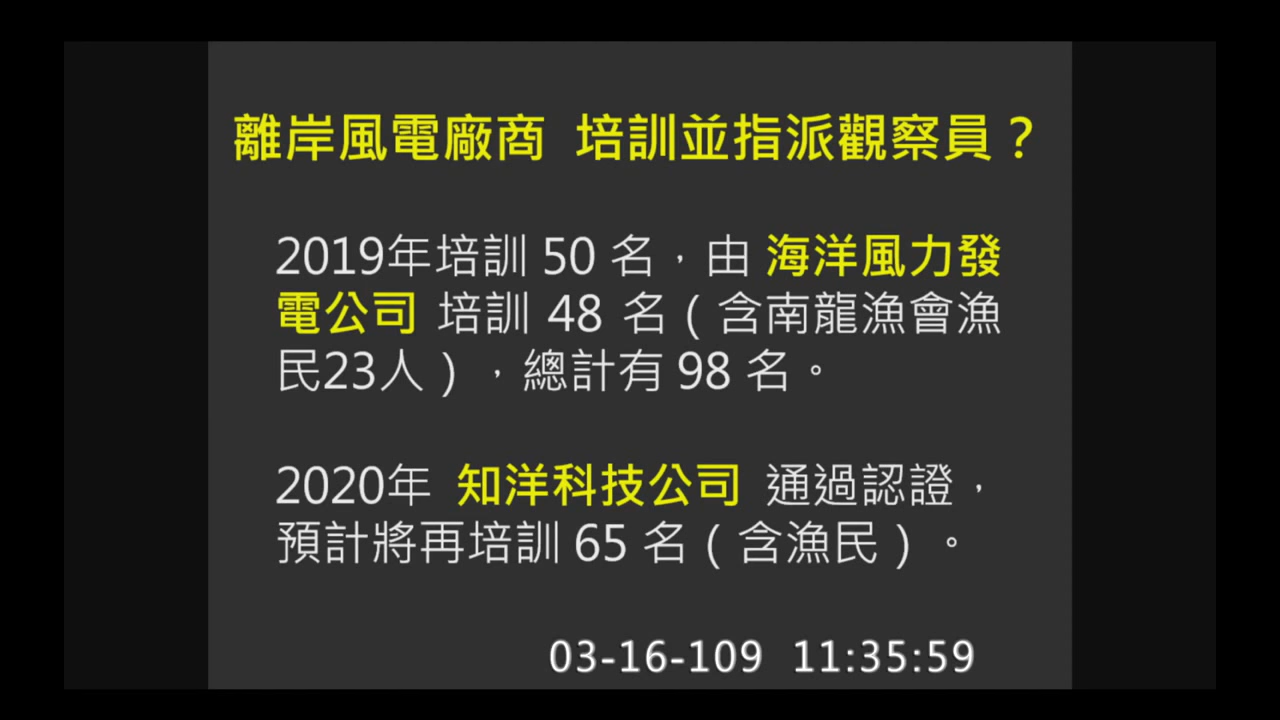 離岸風電廠商 培訓並指派觀察員？
2019年培訓 50 名，由 海洋風力發
電公司 培訓 48 名（含南龍漁會漁
民23人），總計有 98 名。
2020年 知洋科技公司 通過認證，
預計將再培訓 65 名（含漁民）。
03-16-109 11:35:59